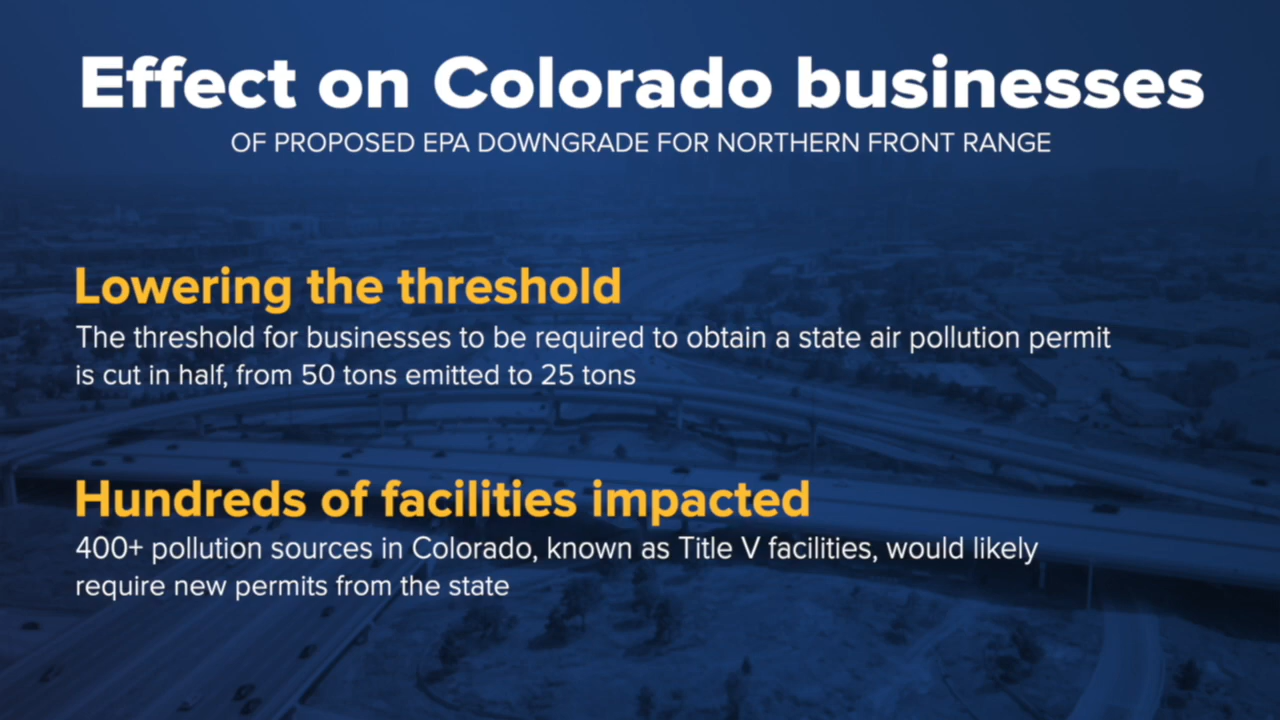 Effect on Colorado businesses
OF PROPOSED EPA DOWNGRADE FOR NORTHERN FRONT RANGE
Lowering the threshold
The threshold for businesses to be required to obtain a state air pollution permit
is cut in half, from 50 tons emitted to 25 tons
Hundreds of facilities impacted
400+ pollution sources in Colorado, known as Title V facilities, would likely
require new permits from the state